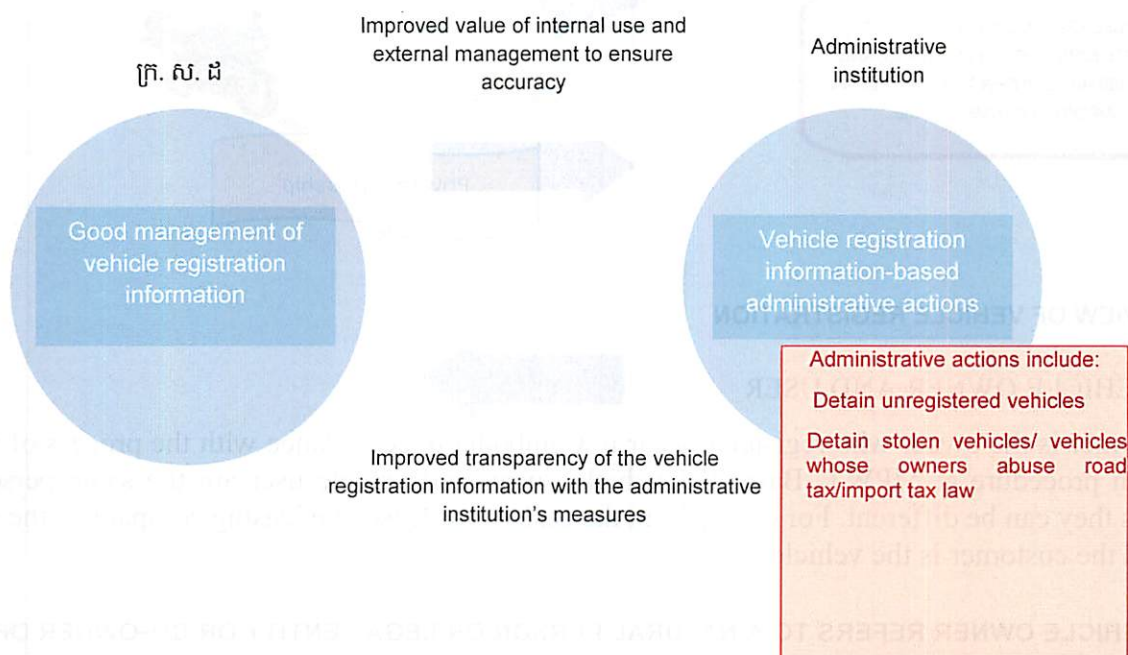 ក្រ. ស. ដ
Improved value of internal use and
external management to ensure
accuracy
Administrative
institution
Good management of
vehicle registration
information
Vehicle registration
information-based
administrative actions
Administrative actions include:
Detain unregistered vehicles
Detain stolen vehicles/ vehicles
whose owners abuse road
tax/import tax law
Improved transparency of the vehicle
registration information with the administrative
institution's measures